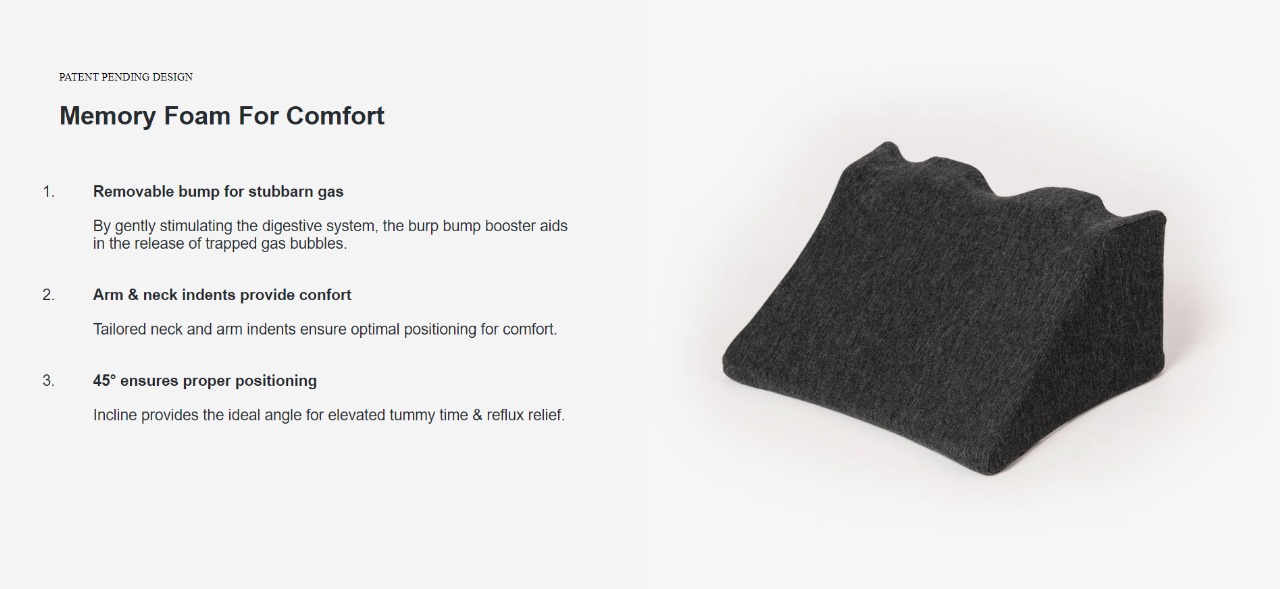 PATENT PENDING DESIGN
Memory Foam For Comfort
1. Removable bump for stubbarn gas
By gently stimulating the digestive system, the burp bump booster aids
in the release of trapped gas bubbles.
2. Arm & neck indents provide confort
Tailored neck and arm indents ensure optimal positioning for comfort.
3. 45° ensures proper positioning
Incline provides the ideal angle for elevated tummy time & reflux relief.